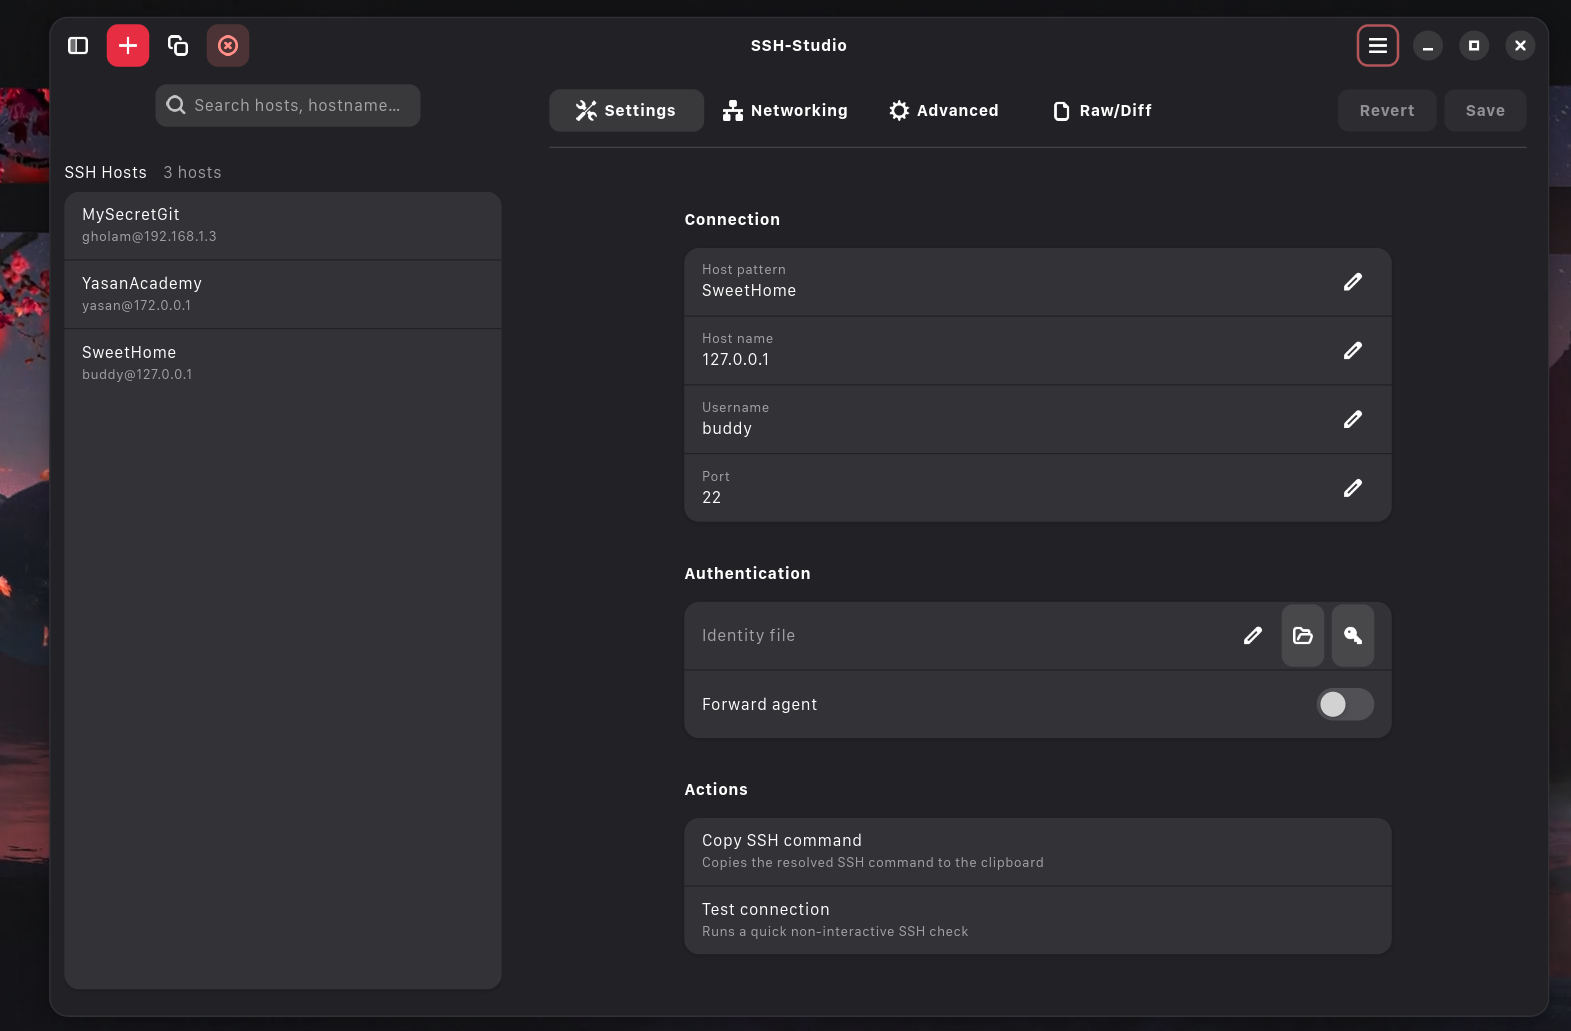 SSH-Studio
Search hosts, hostname...
Settings
Networking
Advanced
Raw/Diff
Revert
Save
SSH Hosts 3 hosts
MySecretGit
gholam@192.168.1.3
YasanAcademy
yasan@172.0.0.1
SweetHome
buddy@127.0.0.1
Connection
Host pattern
SweetHome
Host name
127.0.0.1
Username
buddy
Port
22
Authentication
Identity file
Forward agent
Actions
Copy SSH command
Copies the resolved SSH command to the clipboard
Test connection
Runs a quick non-interactive SSH check